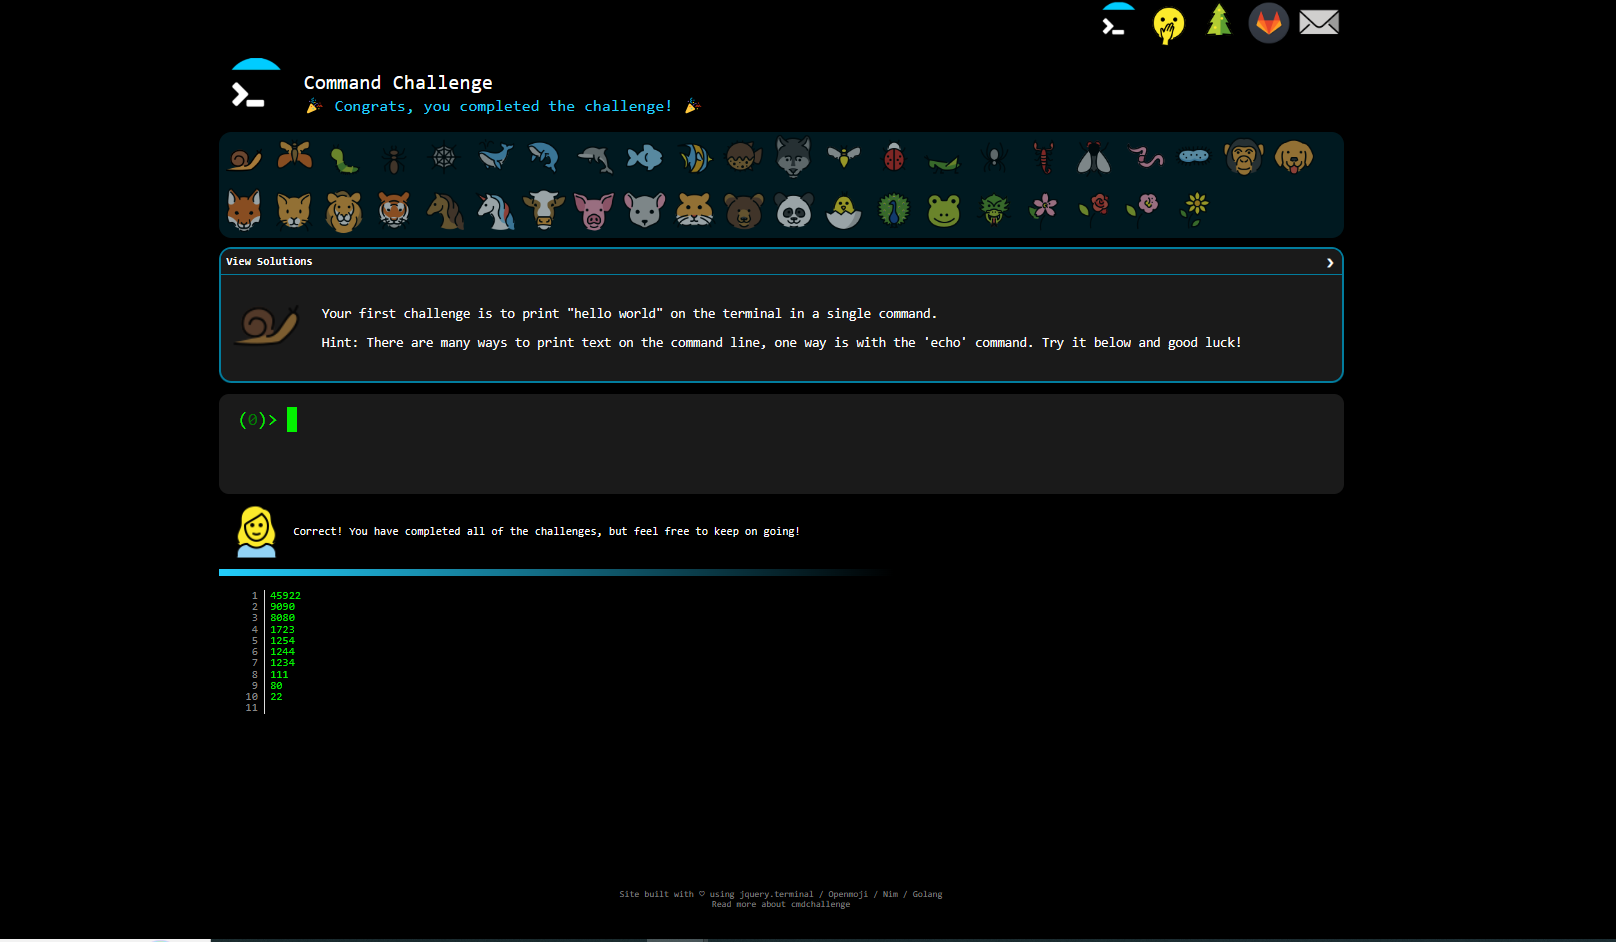 Command Challenge
🎉 Congrats, you completed the challenge! 🎉
View Solutions ❯
Your first challenge is to print "hello world" on the terminal in a single command.
Hint: There are many ways to print text on the command line, one way is with the 'echo' command. Try it below and good luck!
(0)>
Correct! You have completed all of the challenges, but feel free to keep on going!
1 45922
2 9090
3 8080
4 1723
5 1254
6 1244
7 1234
8 111
9 80
10 22
11
Site built with ♡ using jquery.terminal / Openmoji / Nim / Golang
Read more about cmdchallenge